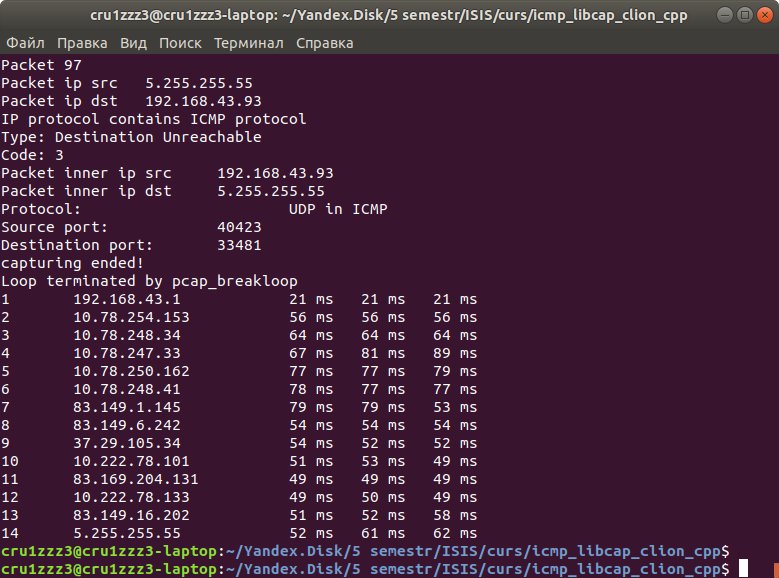 cru1zzz3@cru1zzz3-laptop: ~/Yandex.Disk/5 semestr/ISIS/curs/icmp_libcap_clion_cpp
Файл Правка Вид Поиск Терминал Справка
Packet 97
Packet ip src 5.255.255.55
Packet ip dst 192.168.43.93
IP protocol contains ICMP protocol
Type: Destination Unreachable
Code: 3
Packet inner ip src 192.168.43.93
Packet inner ip dst 5.255.255.55
Protocol: UDP in ICMP
Source port: 40423
Destination port: 33481
capturing ended!
Loop terminated by pcap_breakloop
1 192.168.43.1 21 ms 21 ms 21 ms
2 10.78.254.153 56 ms 56 ms 56 ms
3 10.78.248.34 64 ms 64 ms 64 ms
4 10.78.247.33 67 ms 81 ms 89 ms
5 10.78.250.162 77 ms 77 ms 79 ms
6 10.78.248.41 78 ms 77 ms 77 ms
7 83.149.1.145 79 ms 79 ms 53 ms
8 83.149.6.242 54 ms 54 ms 54 ms
9 37.29.105.34 54 ms 52 ms 52 ms
10 10.222.78.101 51 ms 53 ms 49 ms
11 83.169.204.131 49 ms 49 ms 49 ms
12 10.222.78.133 49 ms 50 ms 49 ms
13 83.149.16.202 51 ms 52 ms 58 ms
14 5.255.255.55 52 ms 61 ms 62 ms
cru1zzz3@cru1zzz3-laptop:~/Yandex.Disk/5 semestr/ISIS/curs/icmp_libcap_clion_cpp$
cru1zzz3@cru1zzz3-laptop:~/Yandex.Disk/5 semestr/ISIS/curs/icmp_libcap_clion_cpp$